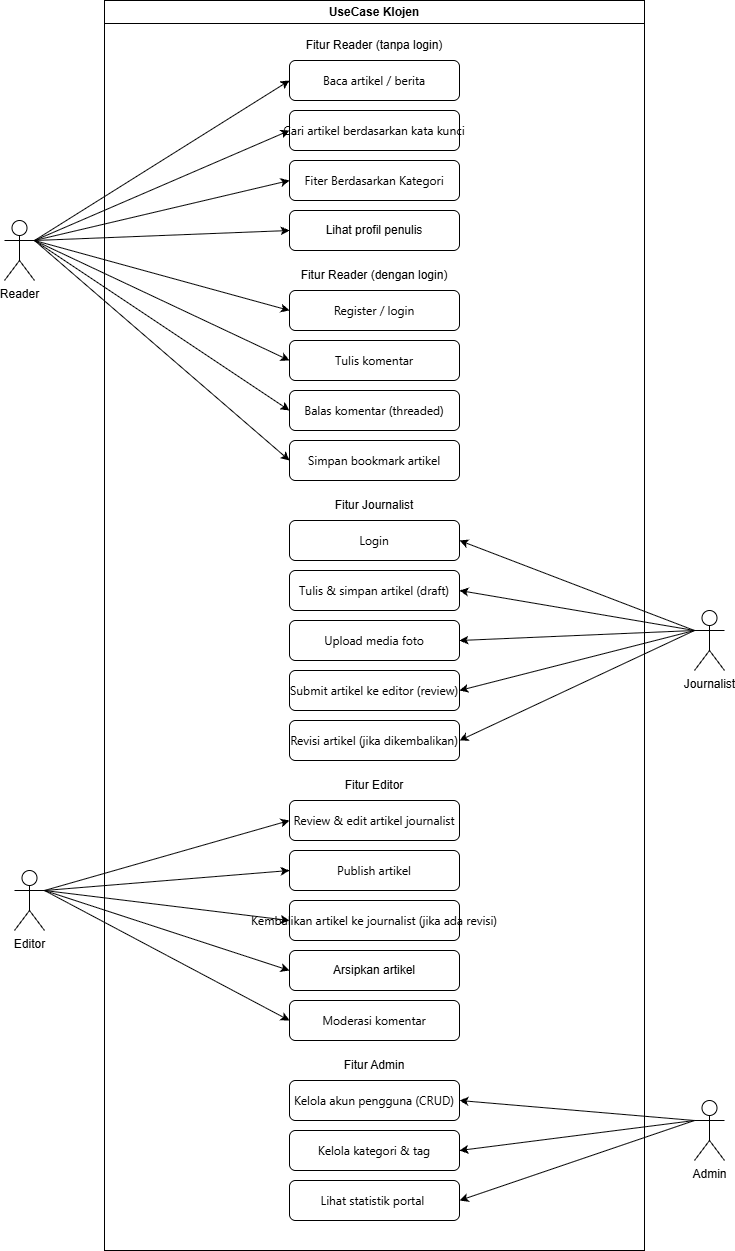 UseCase Klojen
Fitur Reader (tanpa login)
Baca artikel / berita
Cari artikel berdasarkan kata kunci
Fiter Berdasarkan Kategori
Lihat profil penulis
Reader
Fitur Reader (dengan login)
Register / login
Tulis komentar
Balas komentar (threaded)
Simpan bookmark artikel
Fitur Journalist
Login
Tulis & simpan artikel (draft)
Upload media foto
Submit artikel ke editor (review)
Journalist
Revisi artikel (jika dikembalikan)
Fitur Editor
Review & edit artikel journalist
Publish artikel
Kembalikan artikel ke journalist (jika ada revisi)
Editor
Arsipkan artikel
Moderasi komentar
Fitur Admin
Kelola akun pengguna (CRUD)
Kelola kategori & tag
Admin
Lihat statistik portal